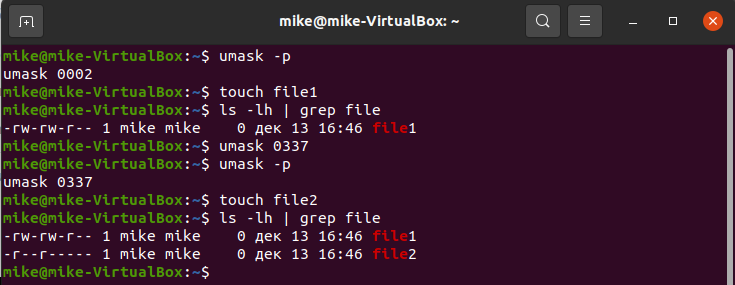 mike@mike-VirtualBox: ~
mike@mike-VirtualBox:~$ umask -p
umask 0002
mike@mike-VirtualBox:~$ touch file1
mike@mike-VirtualBox:~$ ls -lh | grep file
-rw-rw-r-- 1 mike mike    0 дек 13 16:46 file1
mike@mike-VirtualBox:~$ umask 0337
mike@mike-VirtualBox:~$ umask -p
umask 0337
mike@mike-VirtualBox:~$ touch file2
mike@mike-VirtualBox:~$ ls -lh | grep file
-rw-rw-r-- 1 mike mike    0 дек 13 16:46 file1
-r--r----- 1 mike mike    0 дек 13 16:46 file2
mike@mike-VirtualBox:~$